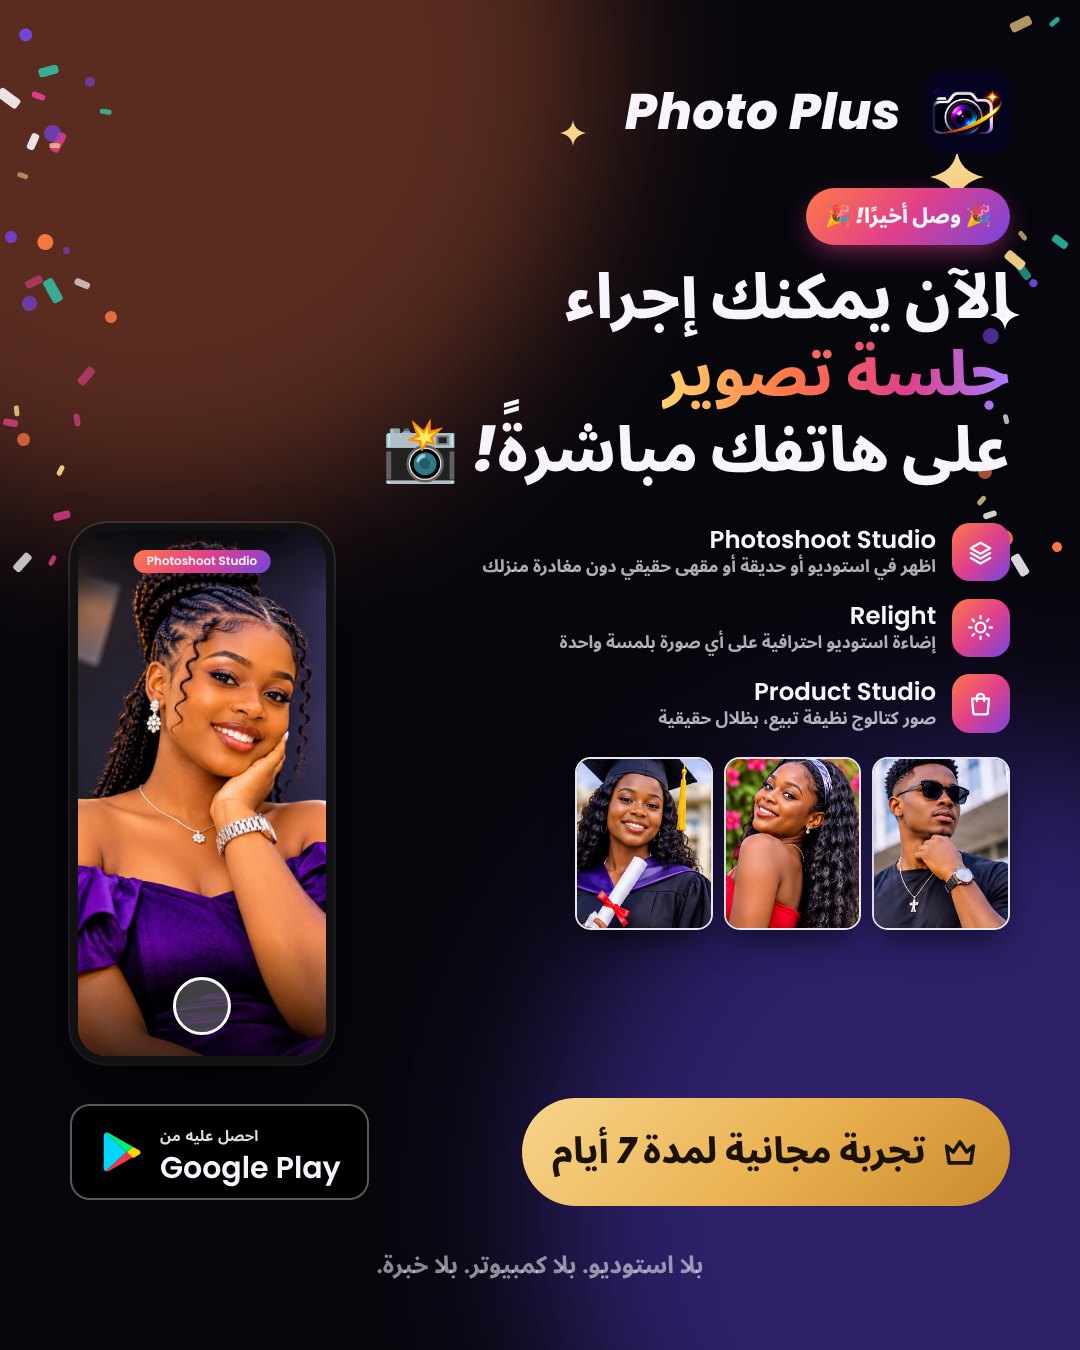 Photo Plus
🎉 وصل أخيرًا! 🎉
الآن يمكنك إجراء
جلسة تصوير
على هاتفك مباشرةً! 📸
Photoshoot Studio
اظهر في استوديو أو حديقة أو مقهى حقيقي دون مغادرة منزلك
Relight
إضاءة استوديو احترافية على أي صورة بلمسة واحدة
Product Studio
صور كتالوج نظيفة تبيع، بظلال حقيقية
Photoshoot Studio
تجربة مجانية لمدة 7 أيام
احصل عليه من
Google Play
بلا استوديو. بلا كمبيوتر. بلا خبرة.